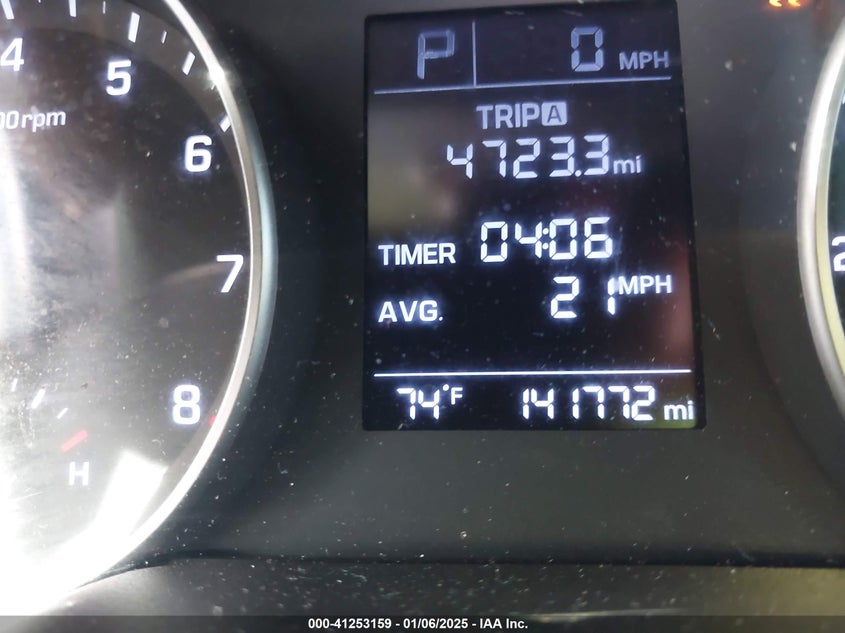 4
5
00rpm
6
7
8
H
P 0 MPH
TRIP A
4723.3 mi
TIMER 04:06
AVG. 21 MPH
74°F 141772 mi
2
000-41253159 - 01/06/2025 - IAA Inc.